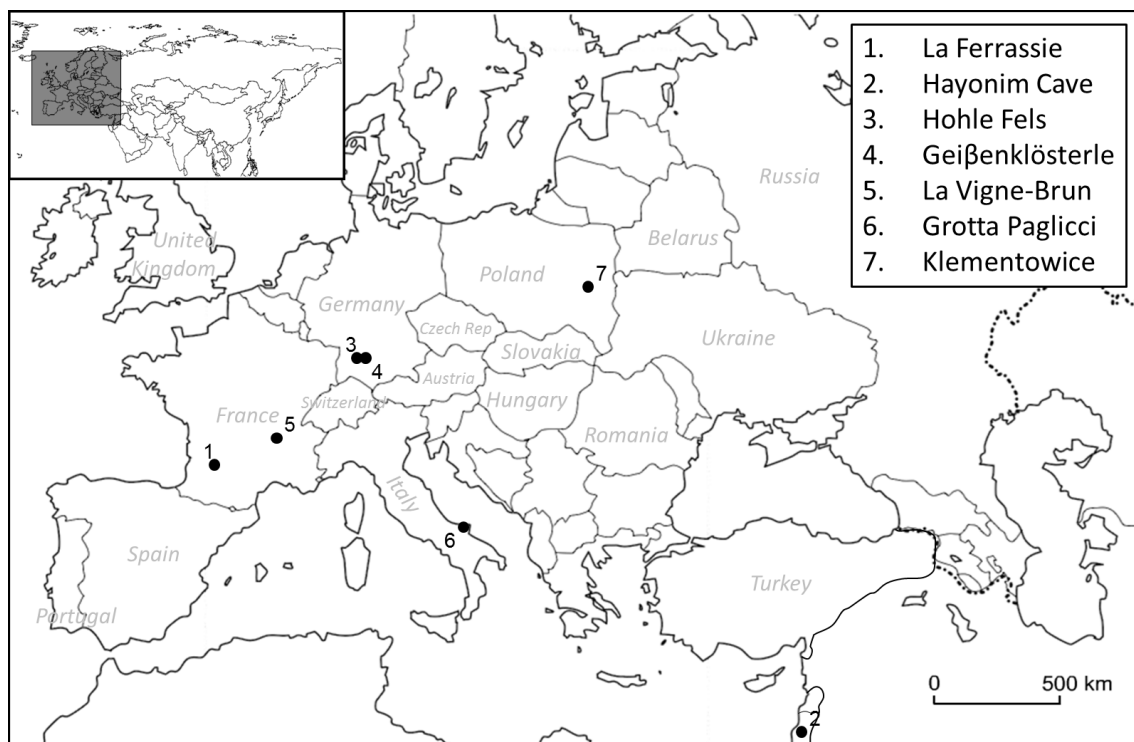 1. La Ferrassie
2. Hayonim Cave
3. Hohle Fels
4. Geiβenklösterle
5. La Vigne-Brun
6. Grotta Paglicci
7. Klementowice
Russia
United
Kingdom
Belarus
Poland
7
Germany
Czech Rep
Ukraine
3
4
Slovakia
Austria
Switzerland
Hungary
France
5
Romania
1
Italy
6
Spain
Turkey
Portugal
0 500 km
2